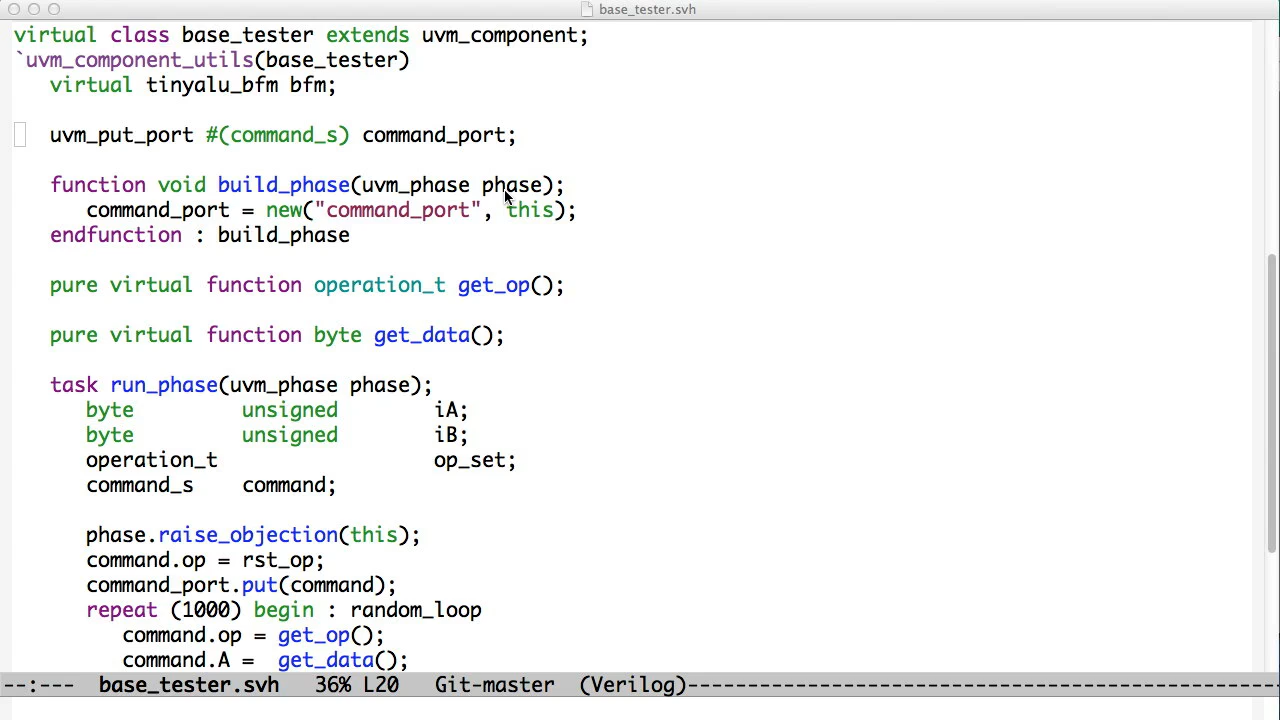 base_tester.svh
virtual class base_tester extends uvm_component;
`uvm_component_utils(base_tester)
virtual tinyalu_bfm bfm;
uvm_put_port #(command_s) command_port;
function void build_phase(uvm_phase phase);
command_port = new("command_port", this);
endfunction : build_phase
pure virtual function operation_t get_op();
pure virtual function byte get_data();
task run_phase(uvm_phase phase);
byte unsigned iA;
byte unsigned iB;
operation_t op_set;
command_s command;
phase.raise_objection(this);
command.op = rst_op;
command_port.put(command);
repeat (1000) begin : random_loop
command.op = get_op();
command.A =  get_data();
--:---  base_tester.svh   36% L20   Git-master  (Verilog)--------------------------------------------------